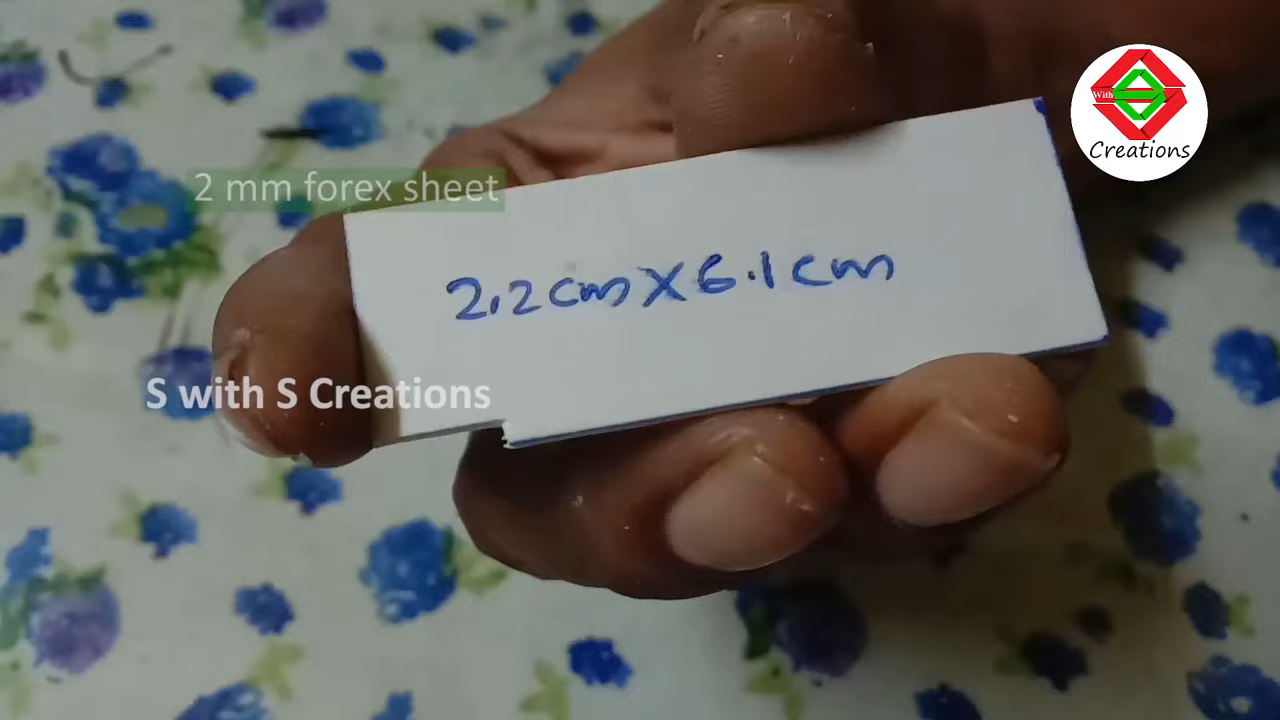 2 mm forex sheet
2.2cm X 6.1cm
S with S Creations
With
Creations